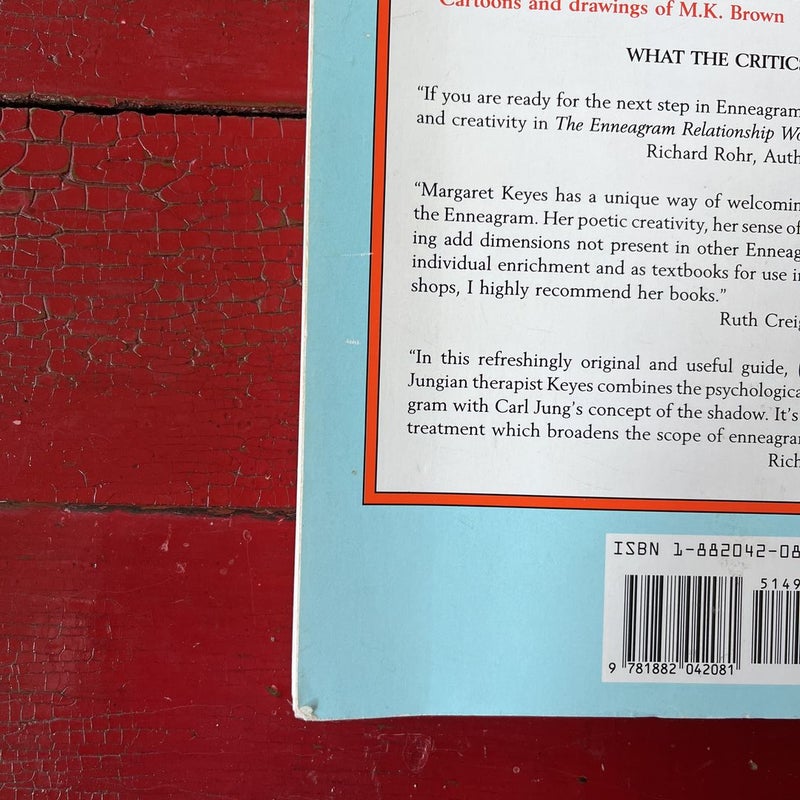 Cartoons and drawings of M.K. Brown
WHAT THE CRITICS
“If you are ready for the next step in Enneagram
and creativity in The Enneagram Relationship Wo
Richard Rohr, Auth
“Margaret Keyes has a unique way of welcomin
the Enneagram. Her poetic creativity, her sense of
ing add dimensions not present in other Enneag
individual enrichment and as textbooks for use in
shops, I highly recommend her books.”
Ruth Creig
“In this refreshingly original and useful guide, (
Jungian therapist Keyes combines the psychologica
gram with Carl Jung’s concept of the shadow. It’s
treatment which broadens the scope of enneagra
Rich
ISBN 1-882042-08
5149
9 781882 042081